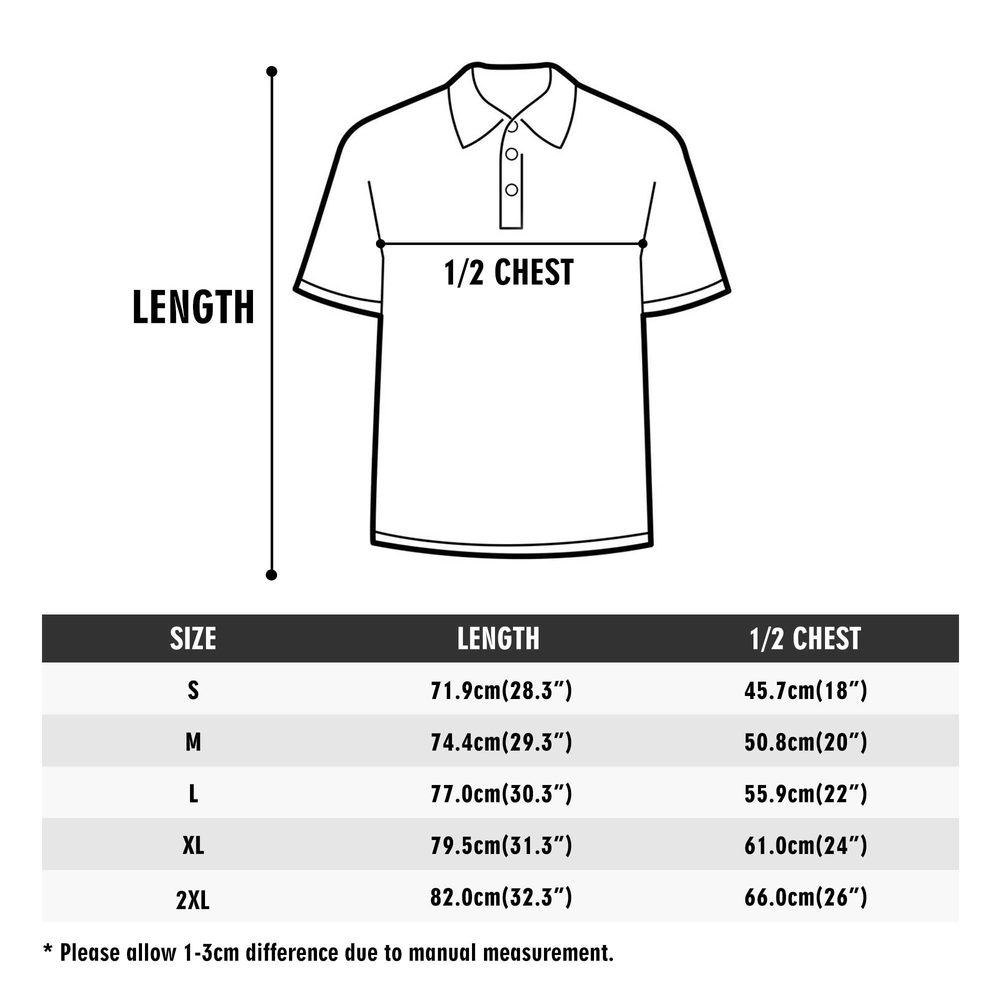 LENGTH
1/2 CHEST
SIZE LENGTH 1/2 CHEST
S 71.9cm(28.3") 45.7cm(18")
M 74.4cm(29.3") 50.8cm(20")
L 77.0cm(30.3") 55.9cm(22")
XL 79.5cm(31.3") 61.0cm(24")
2XL 82.0cm(32.3") 66.0cm(26")
* Please allow 1-3cm difference due to manual measurement.